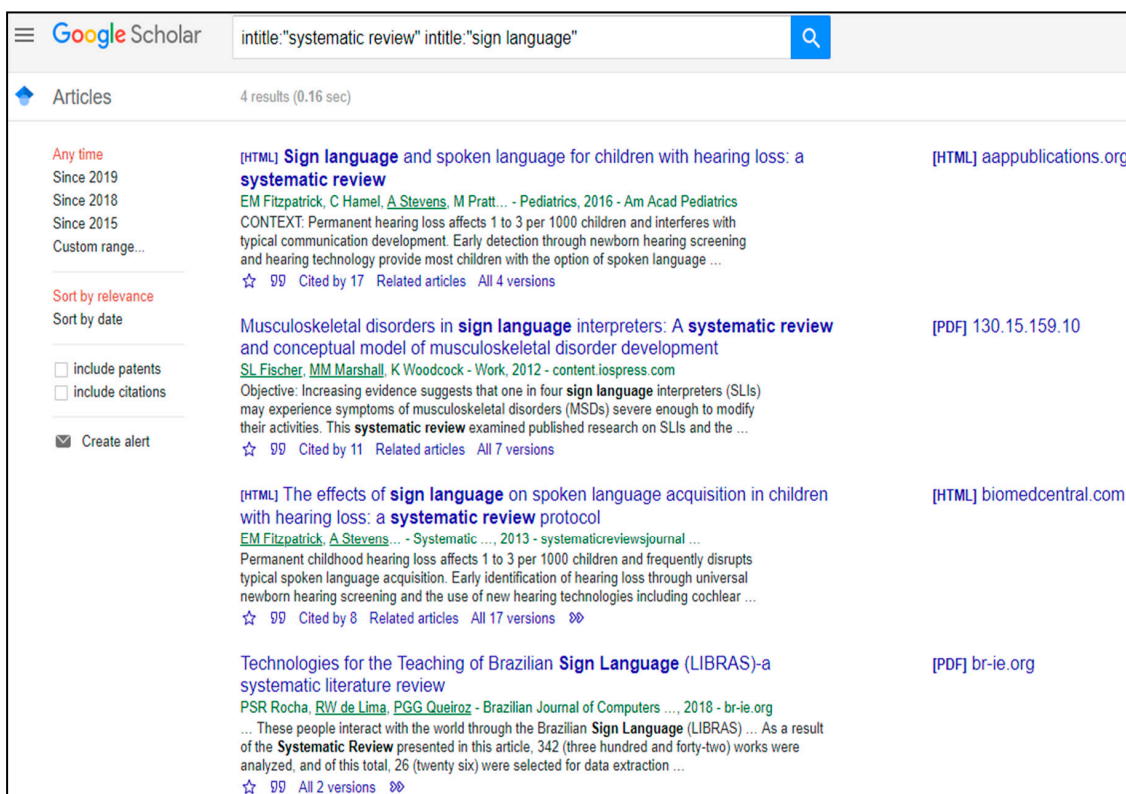 Google Scholar
intitle:"systematic review" intitle:"sign language"
Articles
4 results (0.16 sec)
Any time
Since 2019
Since 2018
Since 2015
Custom range...
Sort by relevance
Sort by date
include patents
include citations
Create alert
[HTML] Sign language and spoken language for children with hearing loss: a
systematic review
EM Fitzpatrick, C Hamel, A Stevens, M Pratt... - Pediatrics, 2016 - Am Acad Pediatrics
CONTEXT: Permanent hearing loss affects 1 to 3 per 1000 children and interferes with
typical communication development. Early detection through newborn hearing screening
and hearing technology provide most children with the option of spoken language ...
Cited by 17 Related articles All 4 versions
[HTML] aappublications.org
Musculoskeletal disorders in sign language interpreters: A systematic review
and conceptual model of musculoskeletal disorder development
SL Fischer, MM Marshall, K Woodcock - Work, 2012 - content.iospress.com
Objective: Increasing evidence suggests that one in four sign language interpreters (SLIs)
may experience symptoms of musculoskeletal disorders (MSDs) severe enough to modify
their activities. This systematic review examined published research on SLIs and the ...
Cited by 11 Related articles All 7 versions
[PDF] 130.15.159.10
[HTML] The effects of sign language on spoken language acquisition in children
with hearing loss: a systematic review protocol
EM Fitzpatrick, A Stevens... - Systematic ..., 2013 - systematicreviewsjournal ...
Permanent childhood hearing loss affects 1 to 3 per 1000 children and frequently disrupts
typical spoken language acquisition. Early identification of hearing loss through universal
newborn hearing screening and the use of new hearing technologies including cochlear ...
Cited by 8 Related articles All 17 versions
[HTML] biomedcentral.com
Technologies for the Teaching of Brazilian Sign Language (LIBRAS)-a
systematic literature review
PSR Rocha, RW de Lima, PGG Queiroz - Brazilian Journal of Computers ..., 2018 - br-ie.org
... These people interact with the world through the Brazilian Sign Language (LIBRAS) ... As a result
of the Systematic Review presented in this article, 342 (three hundred and forty-two) works were
analyzed, and of this total, 26 (twenty six) were selected for data extraction ...
All 2 versions
[PDF] br-ie.org